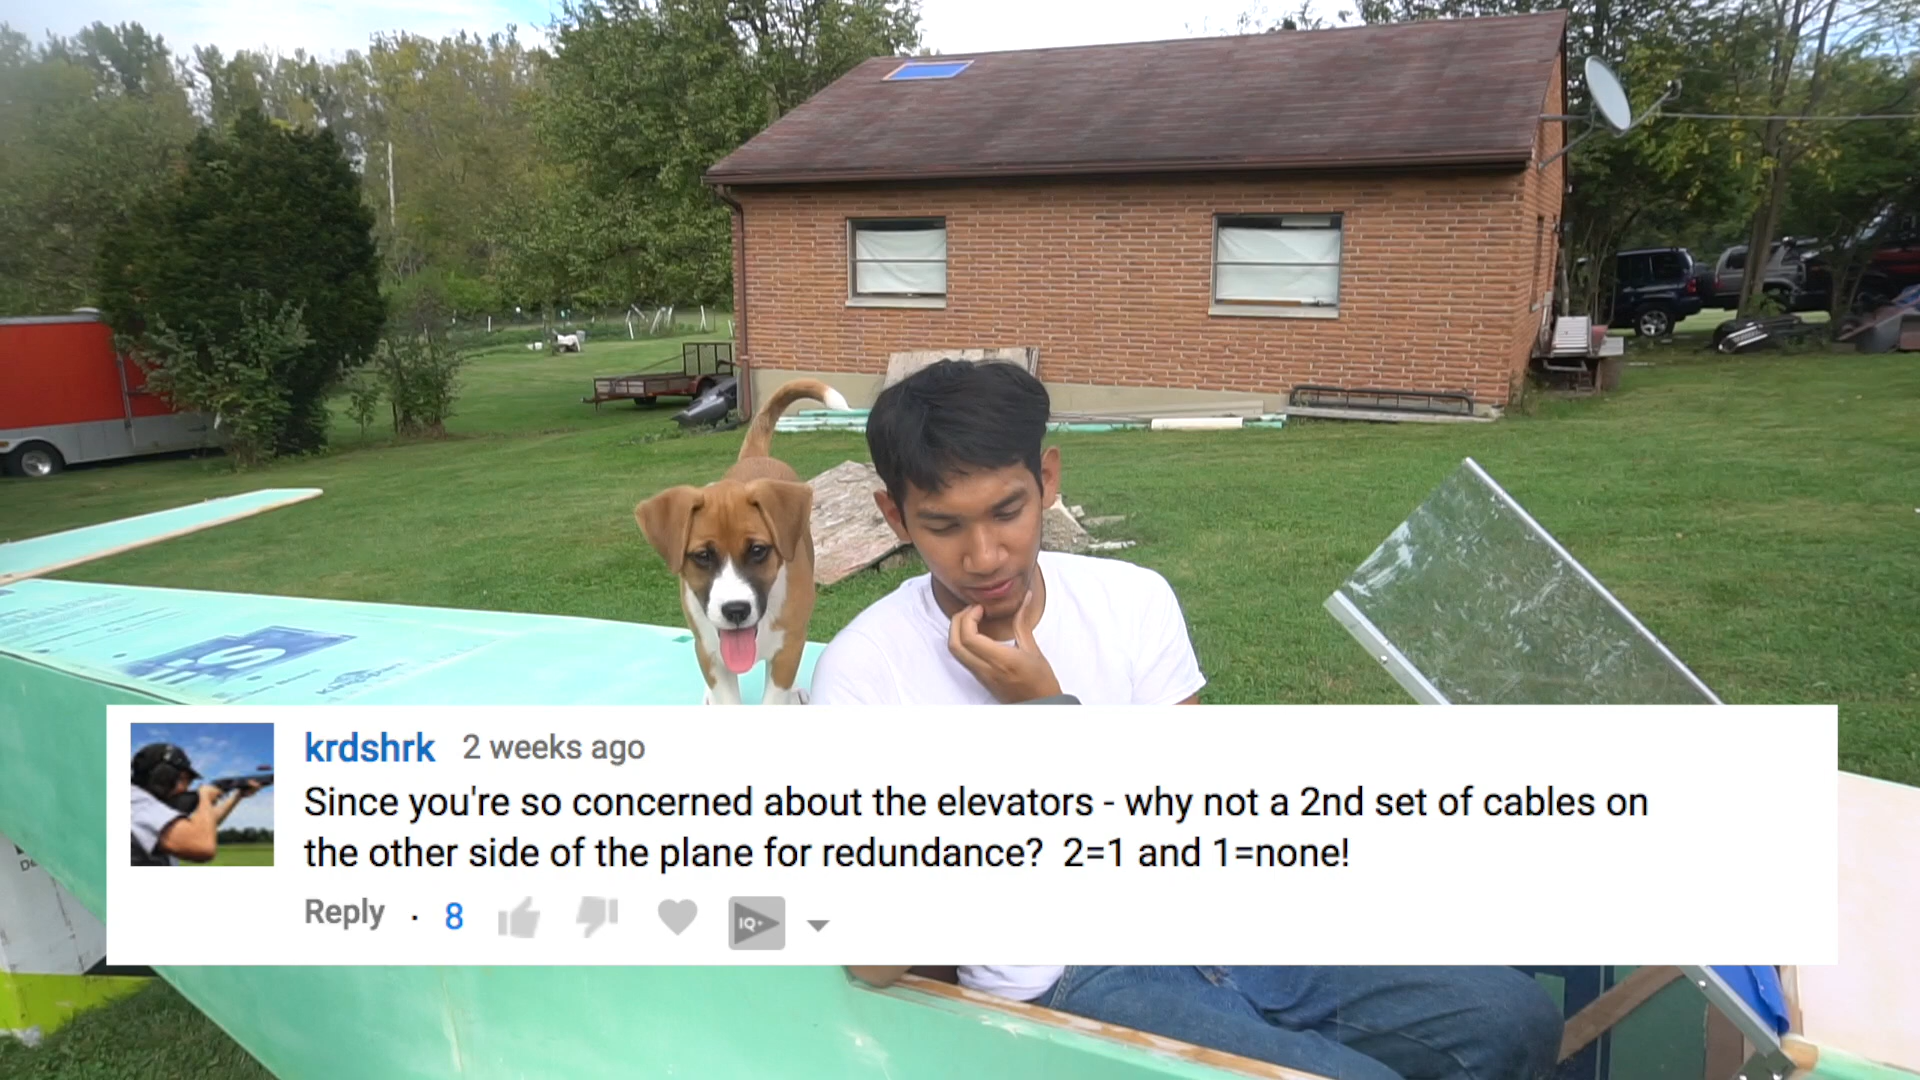 krdshrk 2 weeks ago
Since you're so concerned about the elevators - why not a 2nd set of cables on
the other side of the plane for redundance?  2=1 and 1=none!
Reply · 8
IQ+